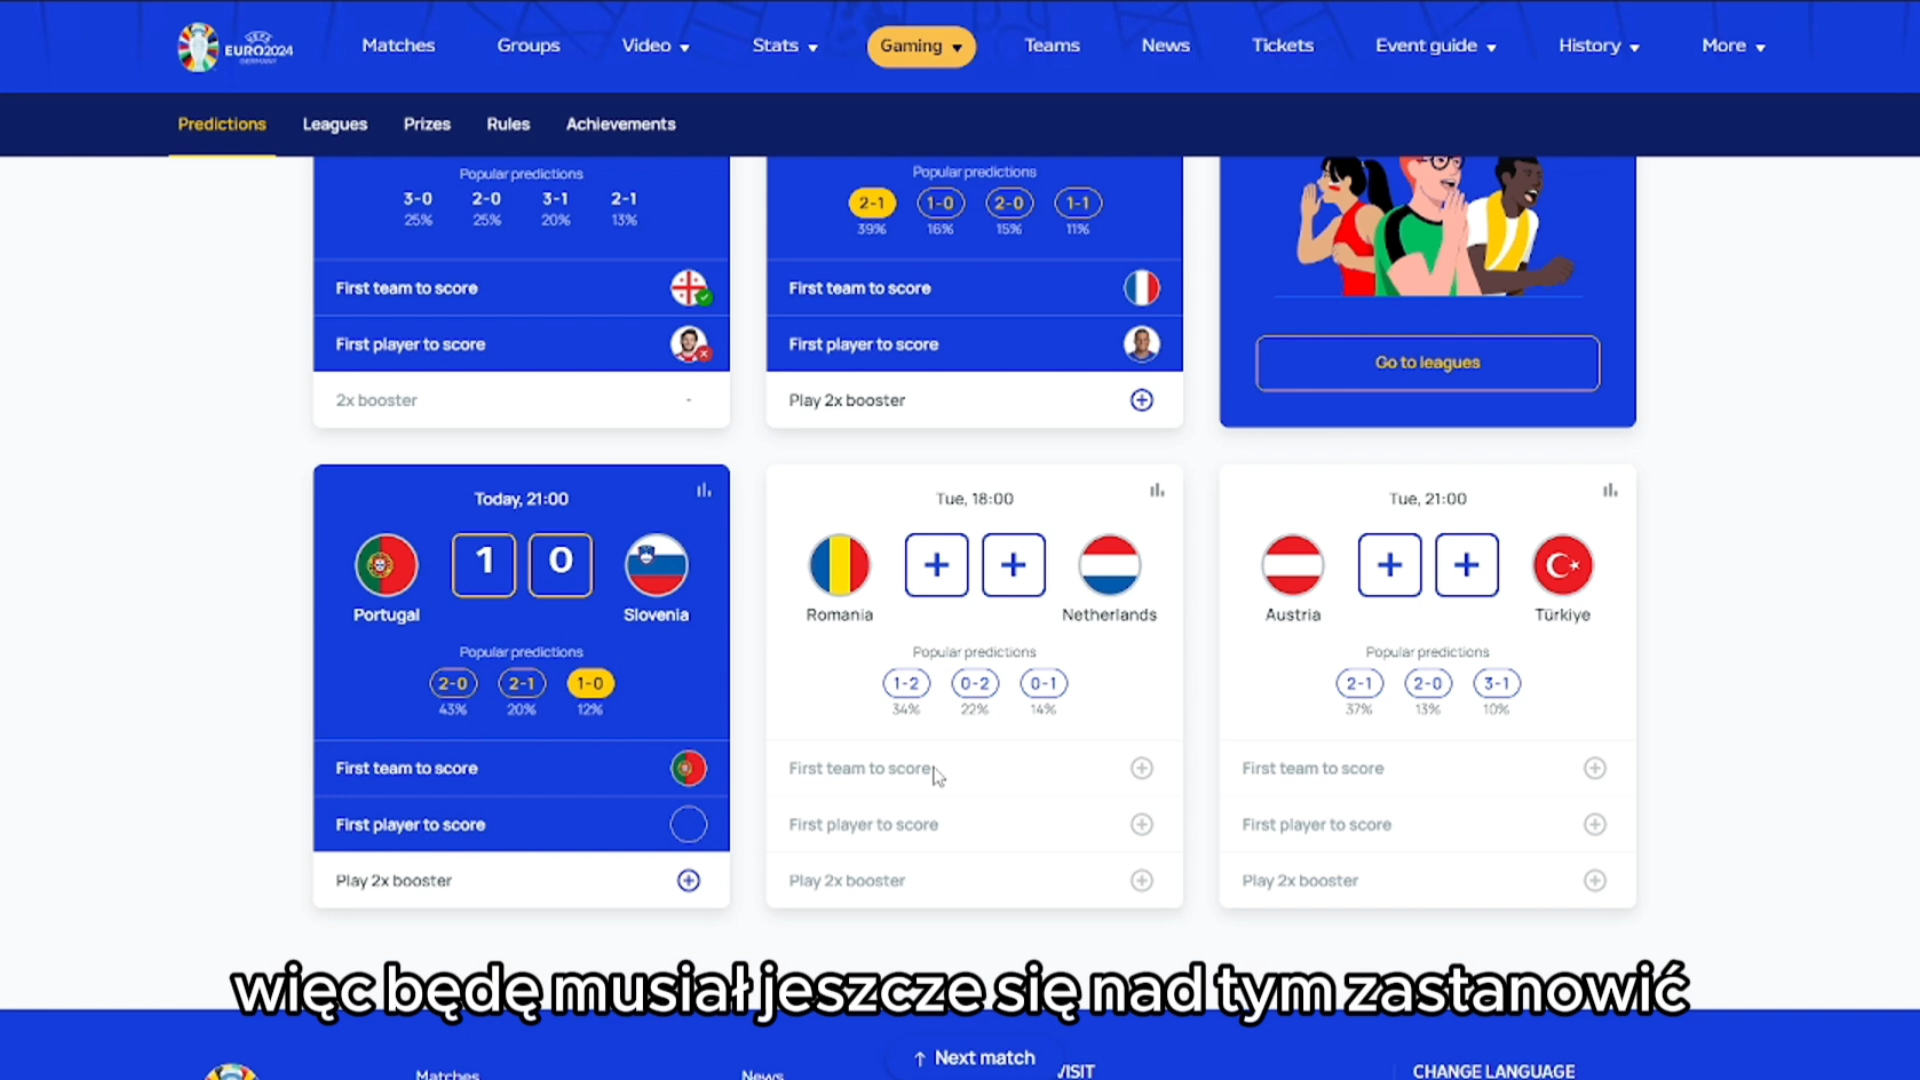 UEFA
EURO2024
GERMANY
Matches
Groups
Video
Stats
Gaming
Teams
News
Tickets
Event guide
History
More
Predictions
Leagues
Prizes
Rules
Achievements
Popular predictions
3-0 2-0 3-1 2-1
25% 25% 20% 13%
First team to score
First player to score
2x booster -
Popular predictions
2-1 1-0 2-0 1-1
39% 16% 15% 11%
First team to score
First player to score
Play 2x booster
Go to leagues
Today, 21:00
1 0
Portugal Slovenia
Popular predictions
2-0 2-1 1-0
43% 20% 12%
First team to score
First player to score
Play 2x booster
Tue, 18:00
+ +
Romania Netherlands
Popular predictions
1-2 0-2 0-1
34% 22% 14%
First team to score
First player to score
Play 2x booster
Tue, 21:00
+ +
Austria Türkiye
Popular predictions
2-1 2-0 3-1
37% 13% 10%
First team to score
First player to score
Play 2x booster
więc będę musiał jeszcze się nad tym zastanowić
↑ Next match
Matches
News
VISIT
CHANGE LANGUAGE